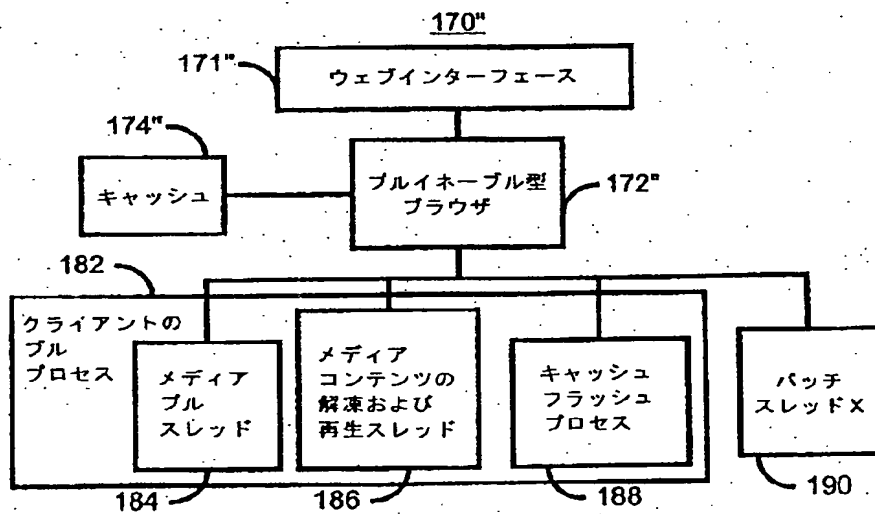 170"
171"
ウェブインターフェース
174"
キャッシュ
プルイネーブル型
ブラウザ
172"
182
クライアントの
プル
プロセス
メディア
プル
スレッド
メディア
コンテンツの
解凍および
再生スレッド
キャッシュ
フラッシュ
プロセス
パッチ
スレッドX
184
186
188
190